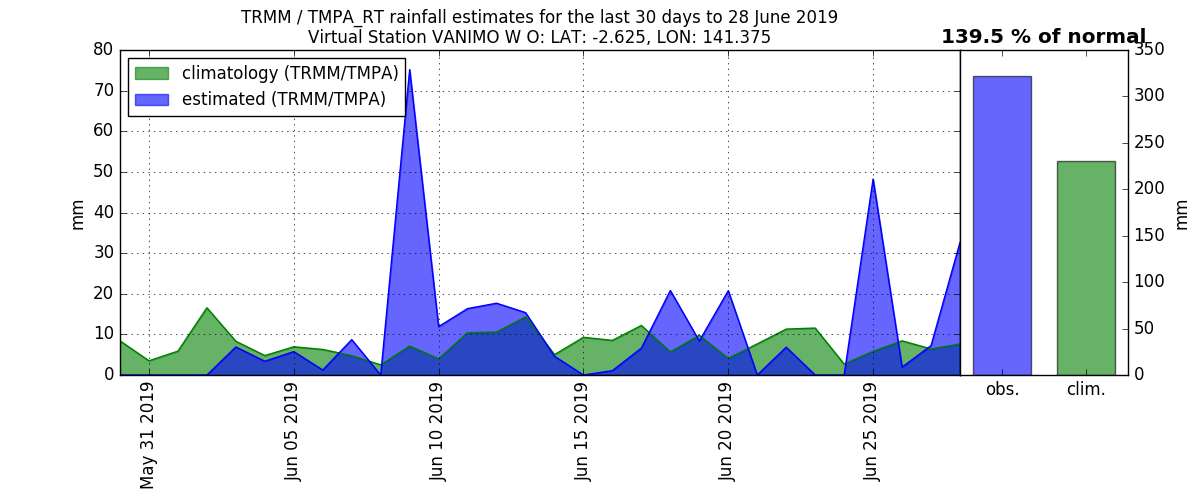 TRMM / TMPA_RT rainfall estimates for the last 30 days to 28 June 2019
Virtual Station VANIMO W O: LAT: -2.625, LON: 141.375
139.5 % of normal
climatology (TRMM/TMPA)
estimated (TRMM/TMPA)
80
70
60
50
40
30
20
10
0
mm
May 31 2019
Jun 05 2019
Jun 10 2019
Jun 15 2019
Jun 20 2019
Jun 25 2019
obs.
clim.
350
300
250
200
150
100
50
0
mm